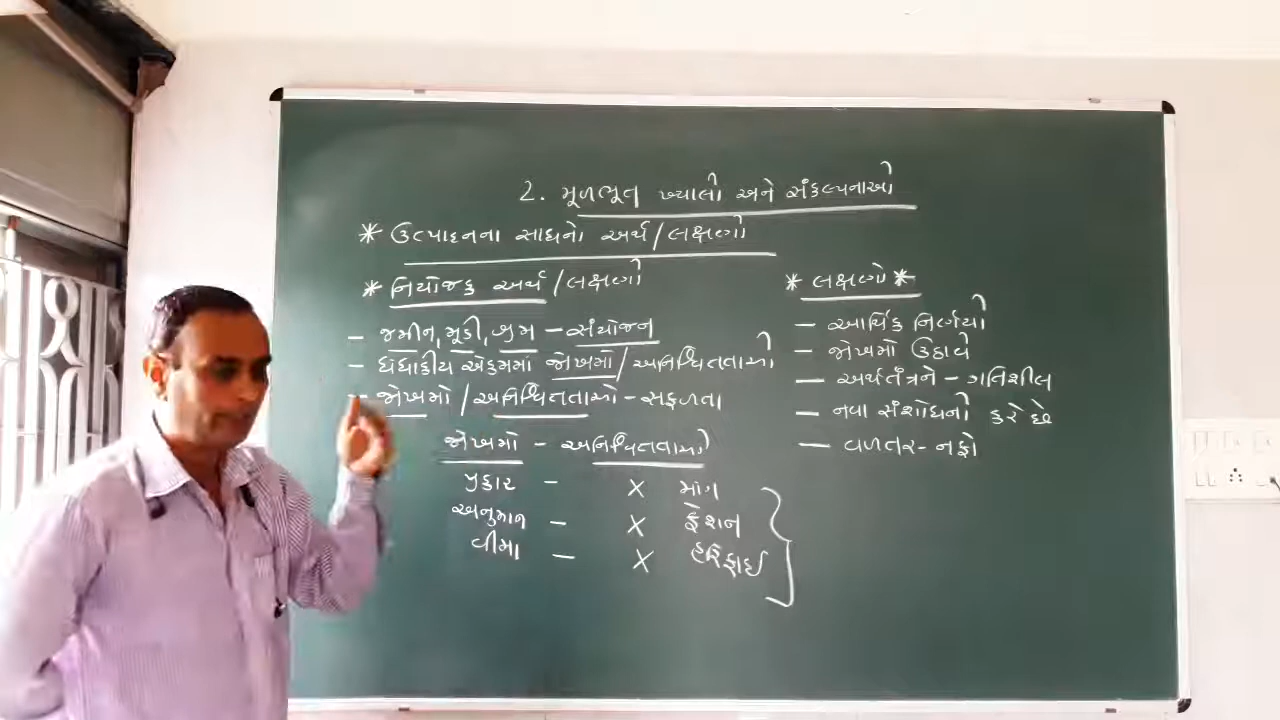 2. મૂળભૂત ખ્યાલો અને સંકલ્પનાઓ
* ઉત્પાદનના સાધનો અર્થ/લક્ષણો
* નિયોજક અર્થ/લક્ષણો
- જમીન, મૂડી, શ્રમ - સંયોજન
- ધંધાકીય એકમમાં જોખમો/અનિશ્ચિતતાઓ
- જોખમો/અનિશ્ચિતતાઓ - સફળતા
જોખમો - અનિશ્ચિતતાઓ
પ્રકાર - X માંગ
અનુમાન - X ફેશન
વીમા - X હરિફાઈ
* લક્ષણો *
- આર્થિક નિર્ણયો
- જોખમો ઉઠાવે
- અર્થતંત્રને - ગતિશીલ
- નવા સંશોધનો કરે છે
- વળતર - નફો